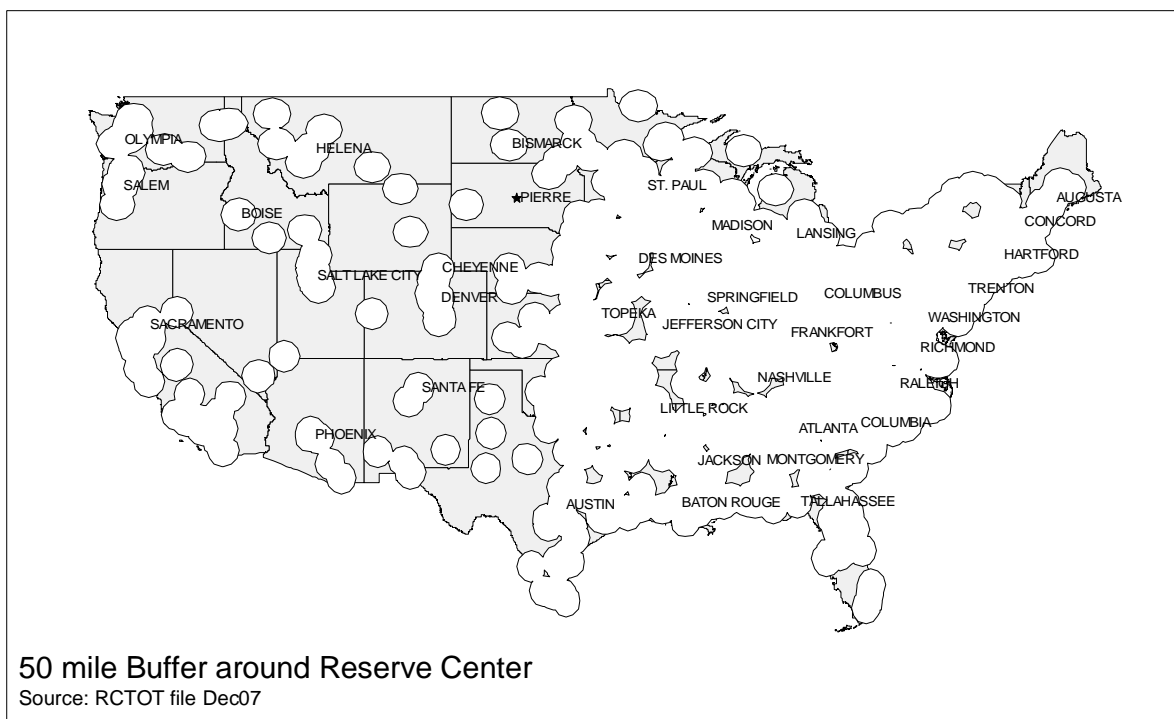 OLYMPIA
HELENA
BISMARCK
SALEM
ST. PAUL
PIERRE
AUGUSTA
BOISE
MADISON
CONCORD
LANSING
HARTFORD
DES MOINES
CHEYENNE
SALT LAKE CITY
TRENTON
COLUMBUS
DENVER
SPRINGFIELD
TOPEKA
WASHINGTON
SACRAMENTO
JEFFERSON CITY
FRANKFORT
RICHMOND
NASHVILLE
RALEIGH
SANTA FE
LITTLE ROCK
COLUMBIA
ATLANTA
PHOENIX
JACKSON
MONTGOMERY
TALLAHASSEE
BATON ROUGE
AUSTIN
50 mile Buffer around Reserve Center
Source: RCTOT file Dec07